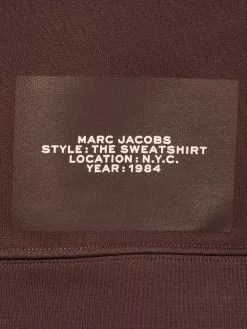 MARC JACOBS
STYLE: THE SWEATSHIRT
LOCATION: N.Y.C.
YEAR: 1984